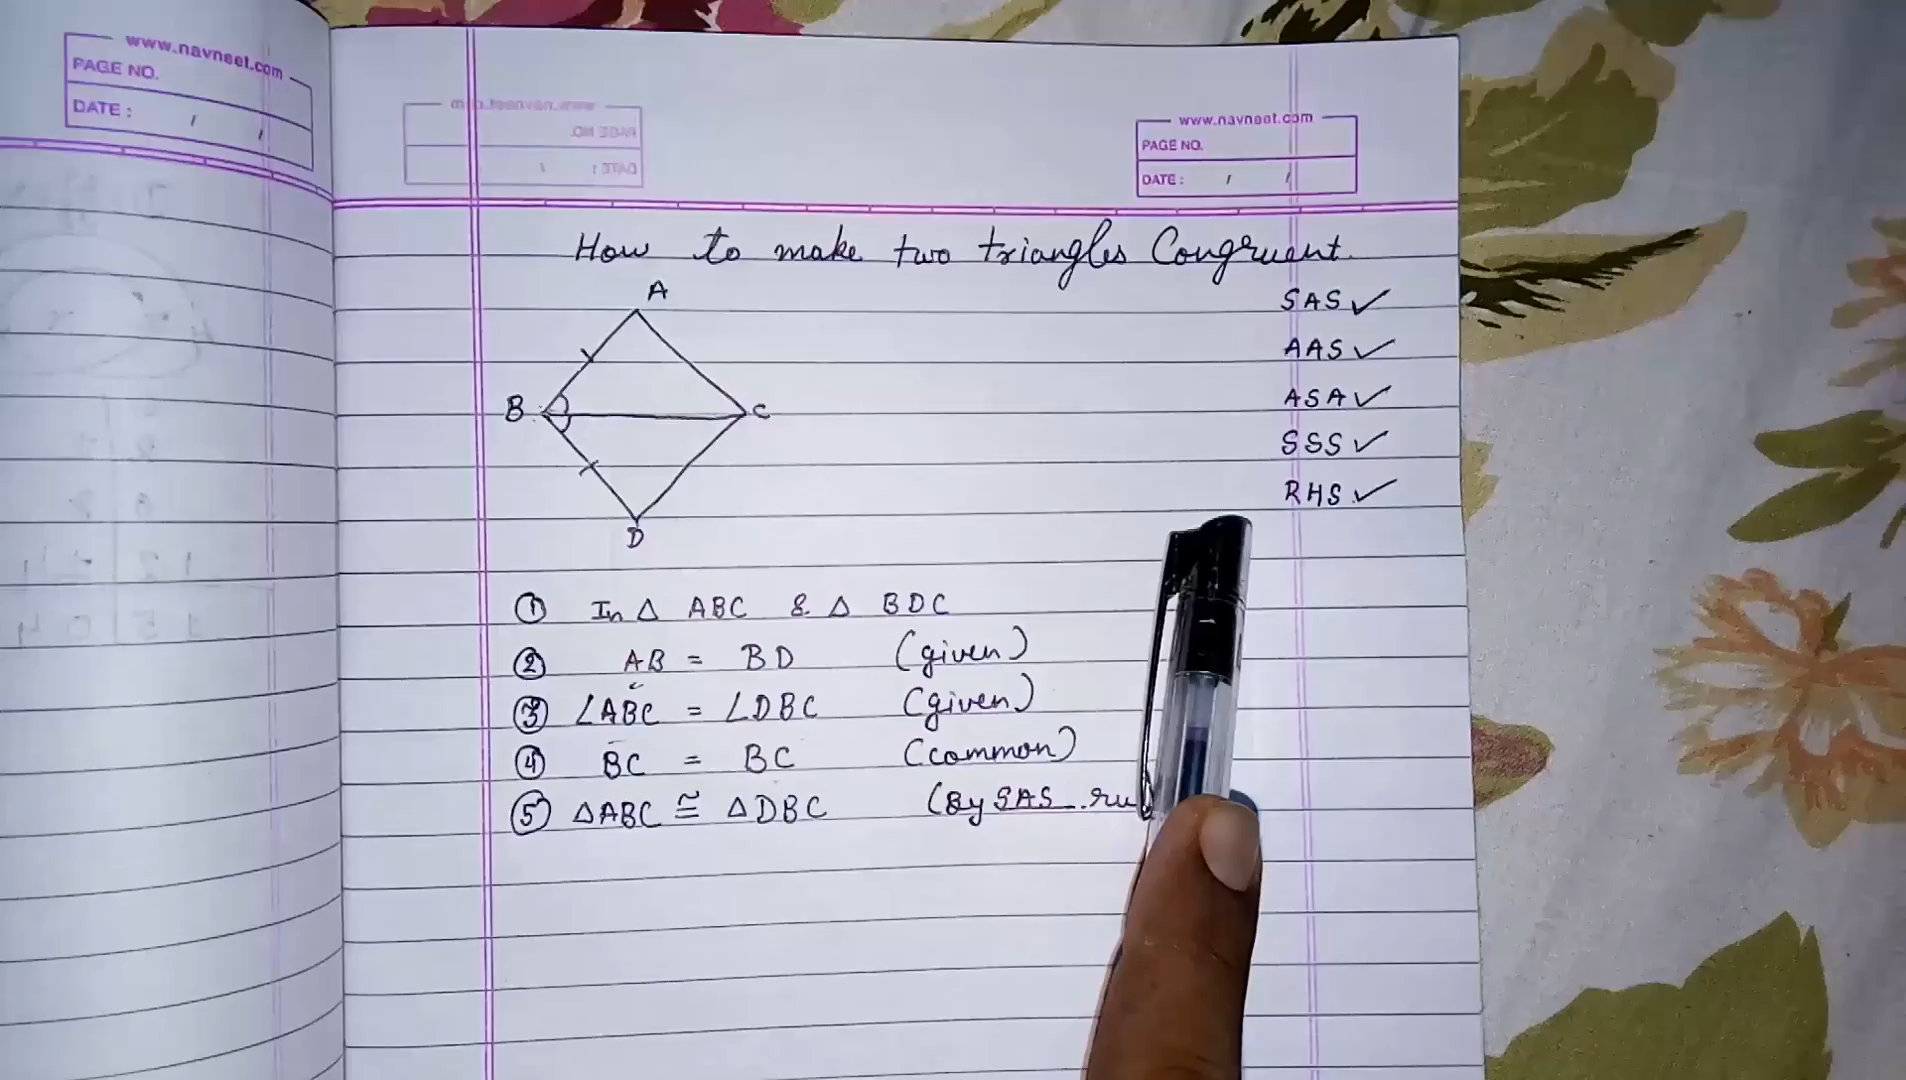 www.navneet.com
PAGE NO.
DATE : / /
www.navneet.com
PAGE NO.
DATE : / /
How to make two triangles Congruent.
A
B
C
D
SAS ✓
AAS ✓
ASA ✓
SSS ✓
RHS ✓
① In △ ABC & △ BDC
② AB = BD (given)
③ ∠ABC = ∠DBC (given)
④ BC = BC (common)
⑤ △ABC ≅ △DBC (By SAS